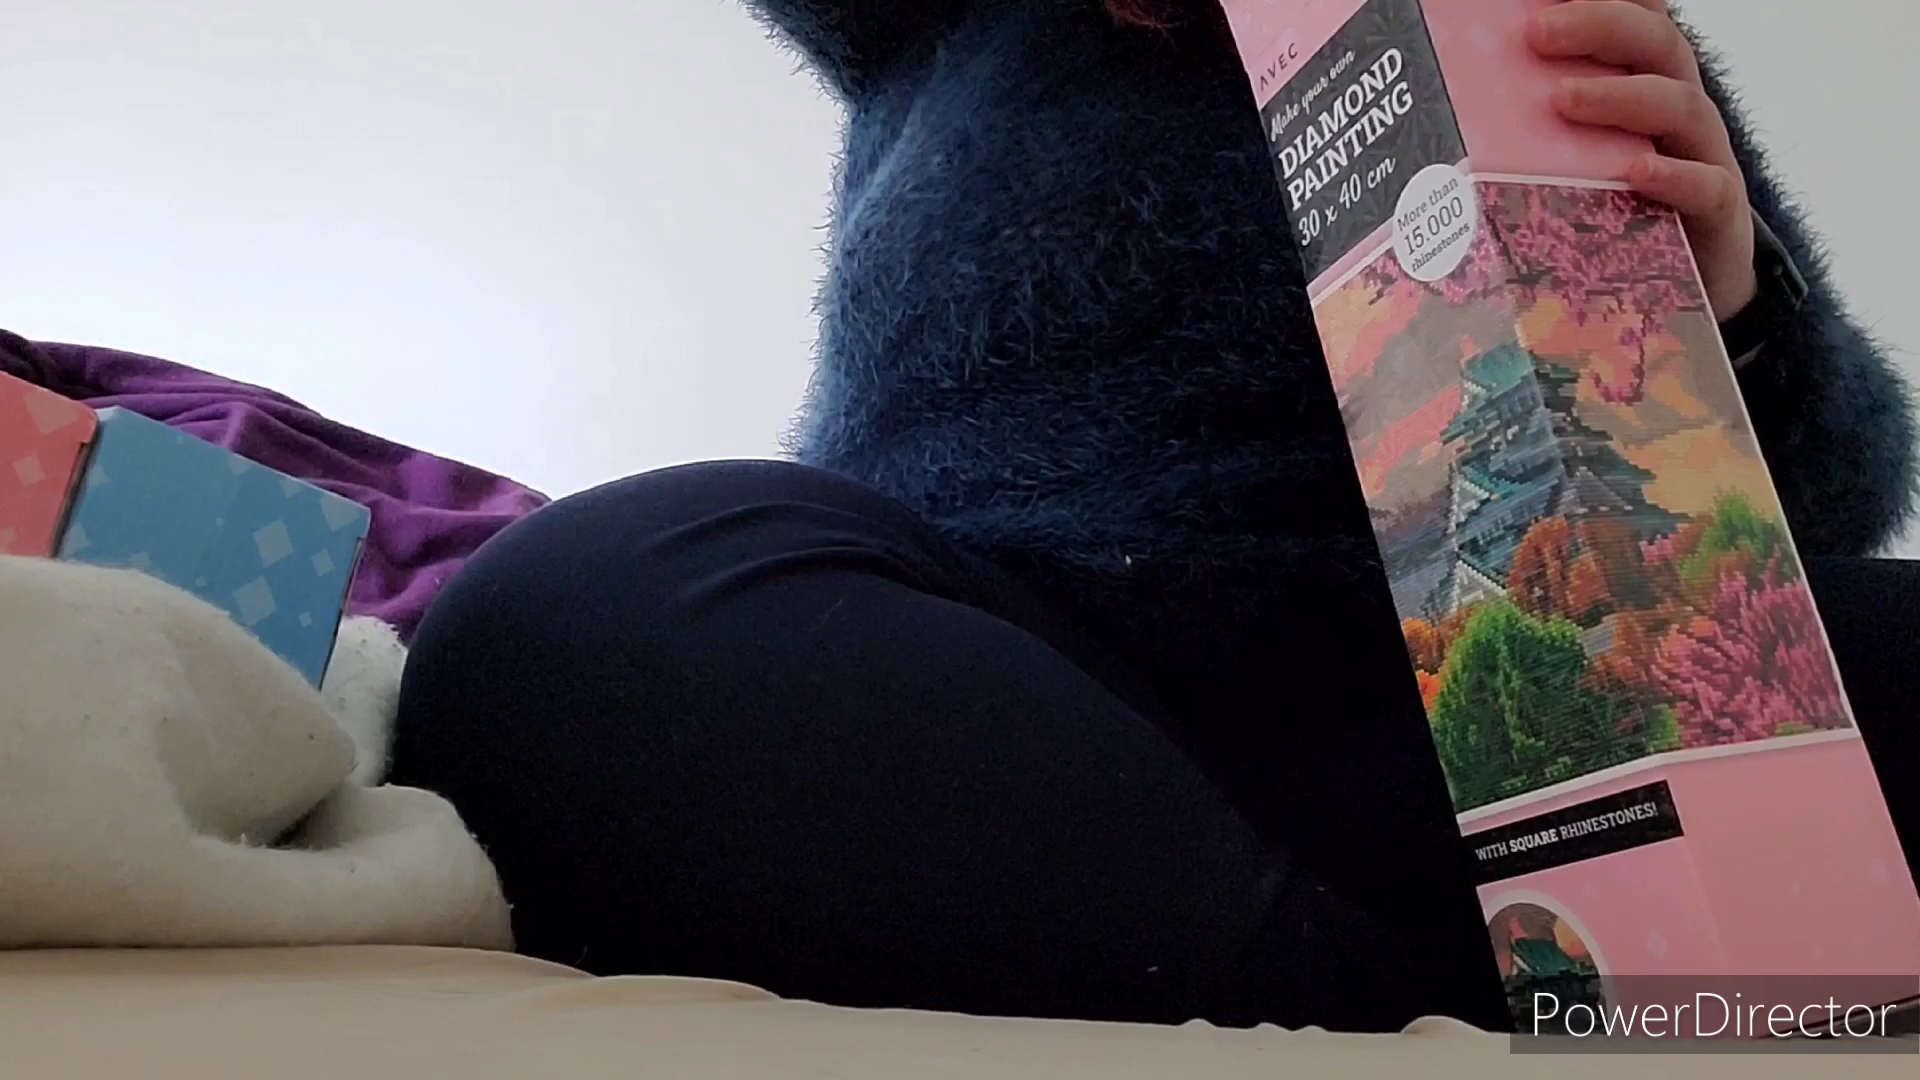 AVEC
Make your own
DIAMOND
PAINTING
30 x 40 cm
More than
15.000
rhinestones
WITH SQUARE RHINESTONES!
PowerDirector